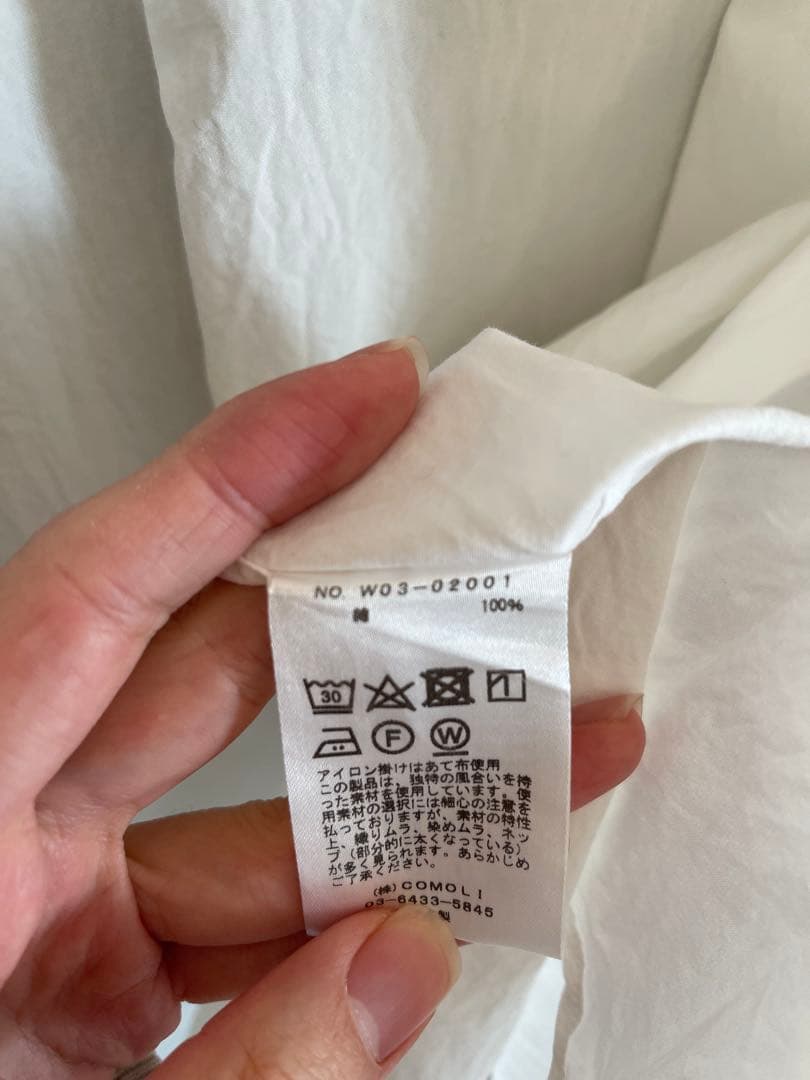 NO. W03-02001
綿 100%
30
1
F
W
アイロン掛けはあて布使用
この製品は、独特の風合いを持
った素材を使用しています。使
用素材の選択には細心の注意を
払っておりますが、素材の特性
上、織りムラ、染めムラ、ネッ
プ（部分的に太くなっている）
が多く見られます。あらかじめ
ご了承ください。
(株) COMOLI
03-6433-5845
製